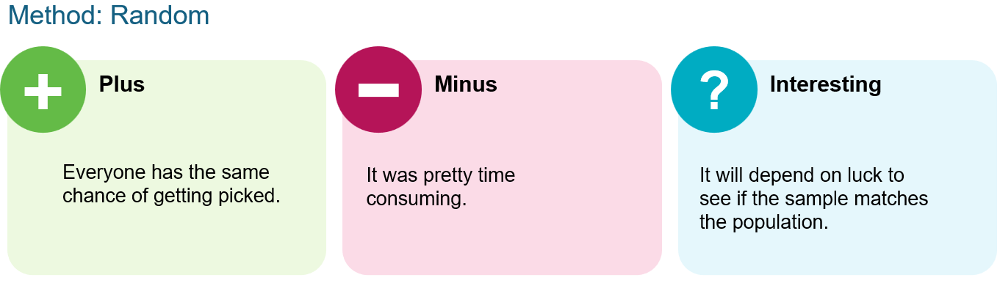 Method: Random
Plus
Everyone has the same
chance of getting picked.
Minus
It was pretty time
consuming.
?
Interesting
It will depend on luck to
see if the sample matches
the population.